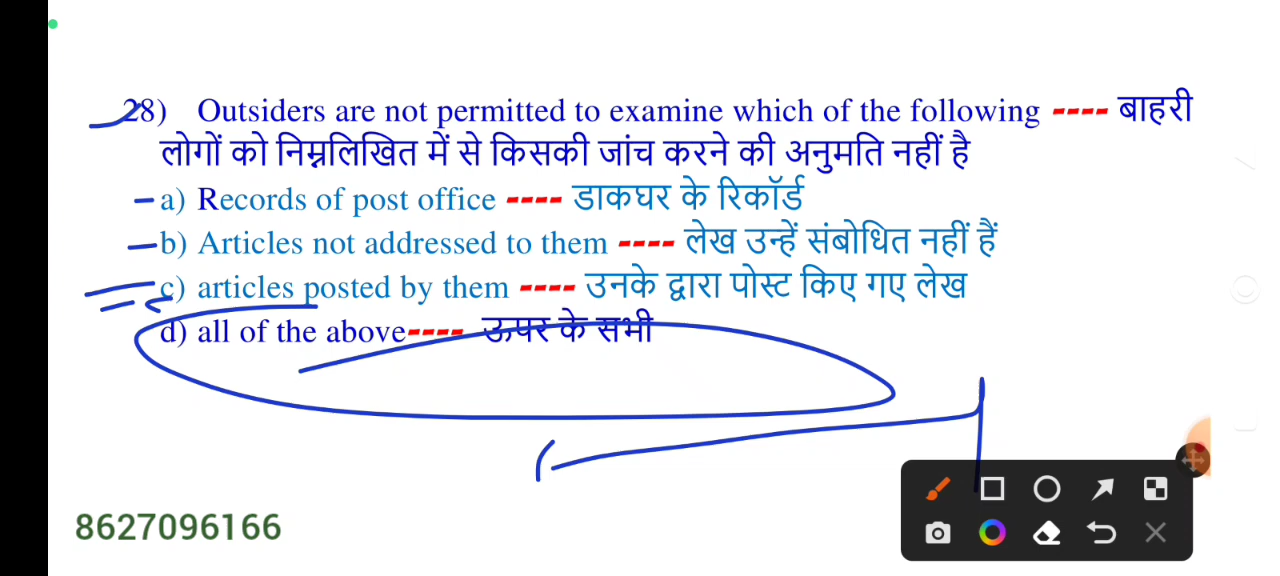 28) Outsiders are not permitted to examine which of the following ---- बाहरी
लोगों को निम्नलिखित में से किसकी जांच करने की अनुमति नहीं है
a) Records of post office ---- डाकघर के रिकॉर्ड
b) Articles not addressed to them ---- लेख उन्हें संबोधित नहीं हैं
c) articles posted by them ---- उनके द्वारा पोस्ट किए गए लेख
d) all of the above---- ऊपर के सभी
8627096166